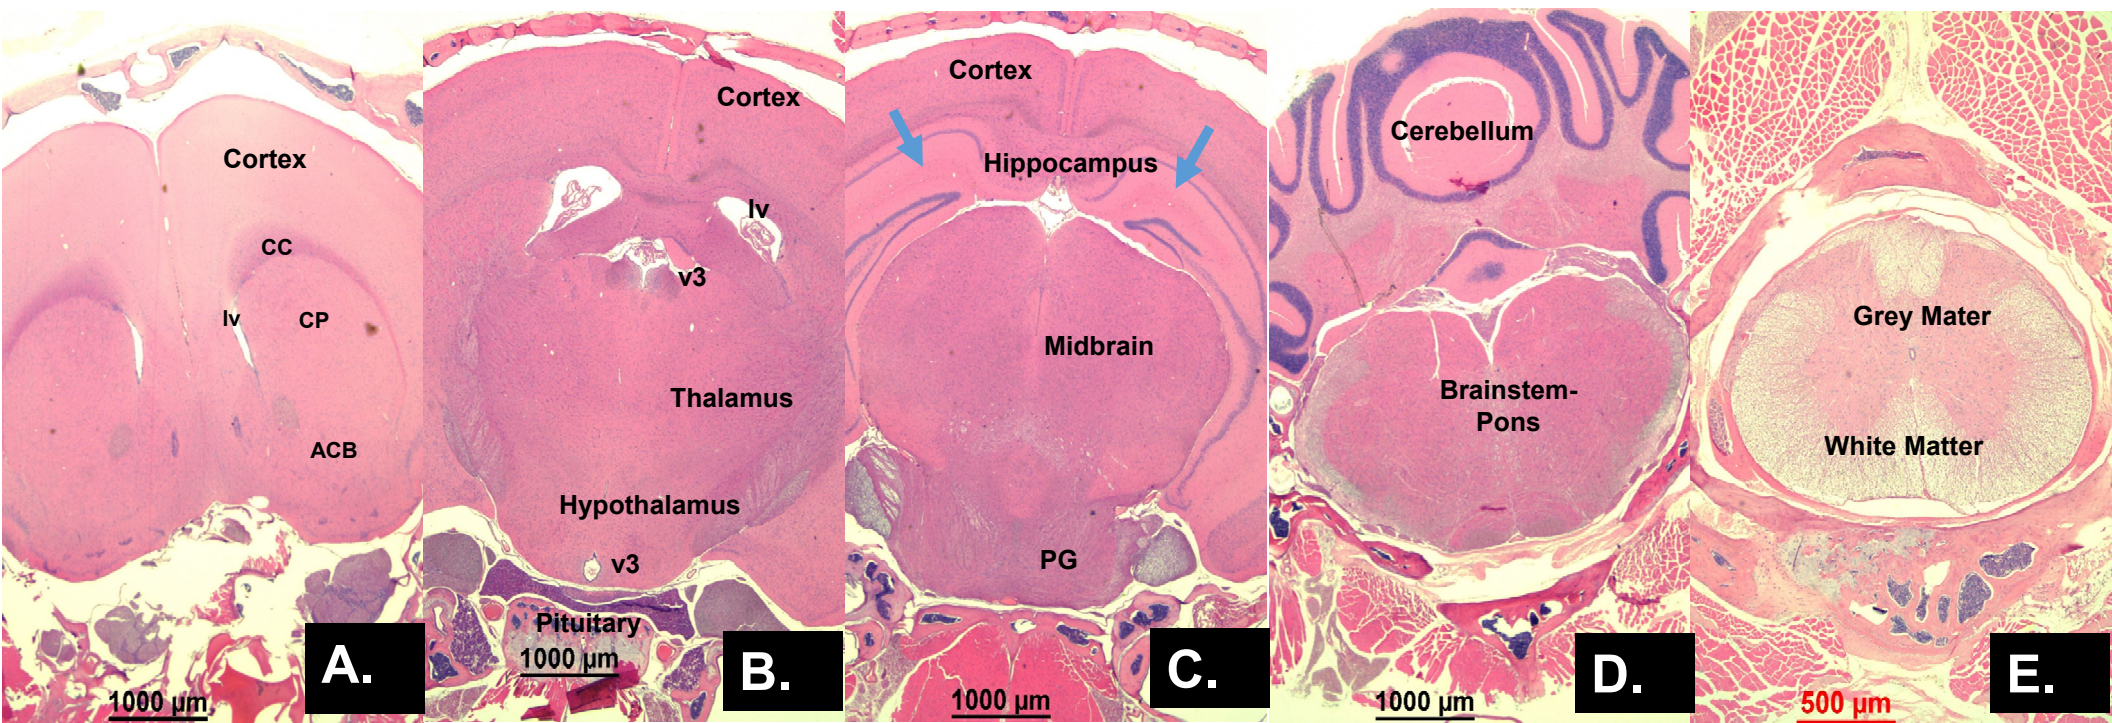 Cortex
CC
lv
CP
ACB
1000 µm
A.
Cortex
lv
v3
Thalamus
Hypothalamus
v3
Pituitary
1000 µm
B.
Cortex
Hippocampus
Midbrain
PG
1000 µm
C.
Cerebellum
Brainstem-
Pons
1000 µm
D.
Grey Mater
White Matter
500 µm
E.